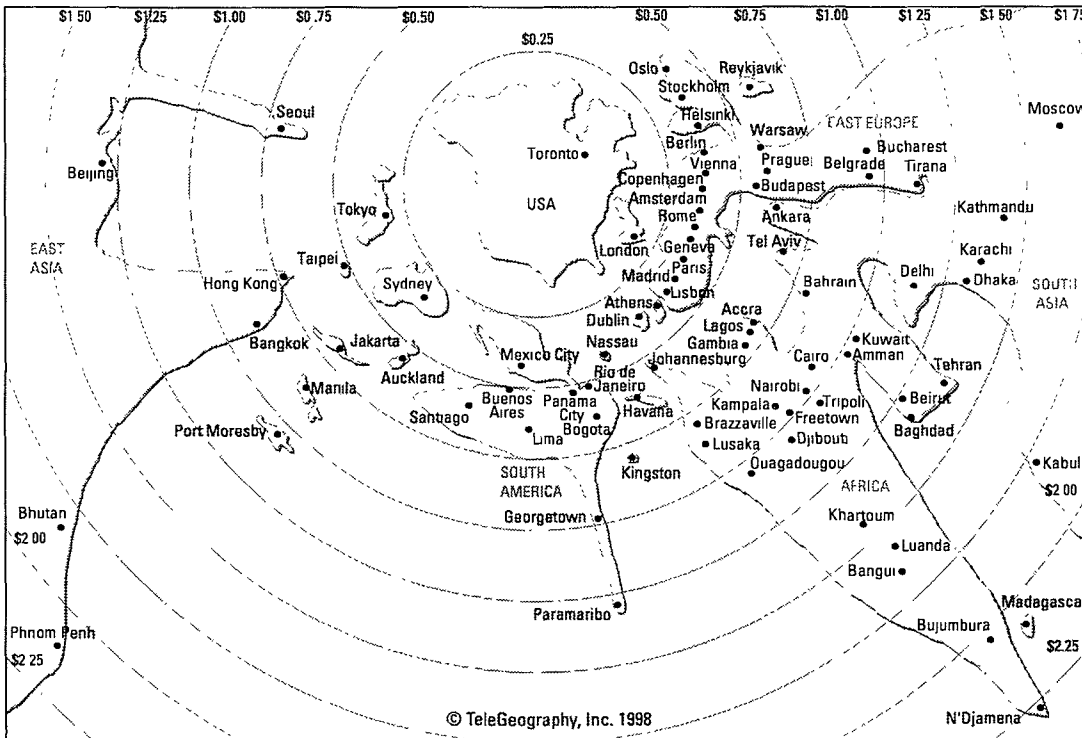 $1 50 $1.25 $1.00 $0.75 $0.50 $0.50 $0.75 $1.00 $1 25 $1 50 $1 75
$0.25
Oslo
Reykjavik
Stockholm
Helsinki
Moscow
Seoul
EAST EUROPE
Warsaw
Bucharest
Berlin
Toronto
Vienna
Prague
Belgrade
Tirana
Beijing
Copenhagen
Budapest
Amsterdam
USA
Tokyo
Rome
Ankara
Kathmandu
London
Geneva
Tel Aviv
EAST
ASIA
Taipei
Paris
Karachi
Hong Kong
Sydney
Madrid
Lisbon
Bahrain
Delhi
Dhaka
SOUTH
ASIA
Athens
Dublin
Accra
Lagos
Gambia
Bangkok
Jakarta
Nassau
Kuwait
Amman
Mexico City
Johannesburg
Cairo
Auckland
Rio de
Janeiro
Tehran
Manila
Nairobi
Buenos
Aires
Panama
City
Havana
Tripoli
Beirut
Santiago
Kampala
Freetown
Bogota
Brazzaville
Baghdad
Port Moresby
Lima
Lusaka
Djibouti
Kingston
Ouagadougou
Kabul
SOUTH
AMERICA
AFRICA
$2 00
Bhutan
Georgetown
Khartoum
$2 00
Luanda
Bangui
Paramaribo
Madagasca
Phnom Penh
Bujumbura
$2 25
$2.25
© TeleGeography, Inc. 1998
N'Djamena